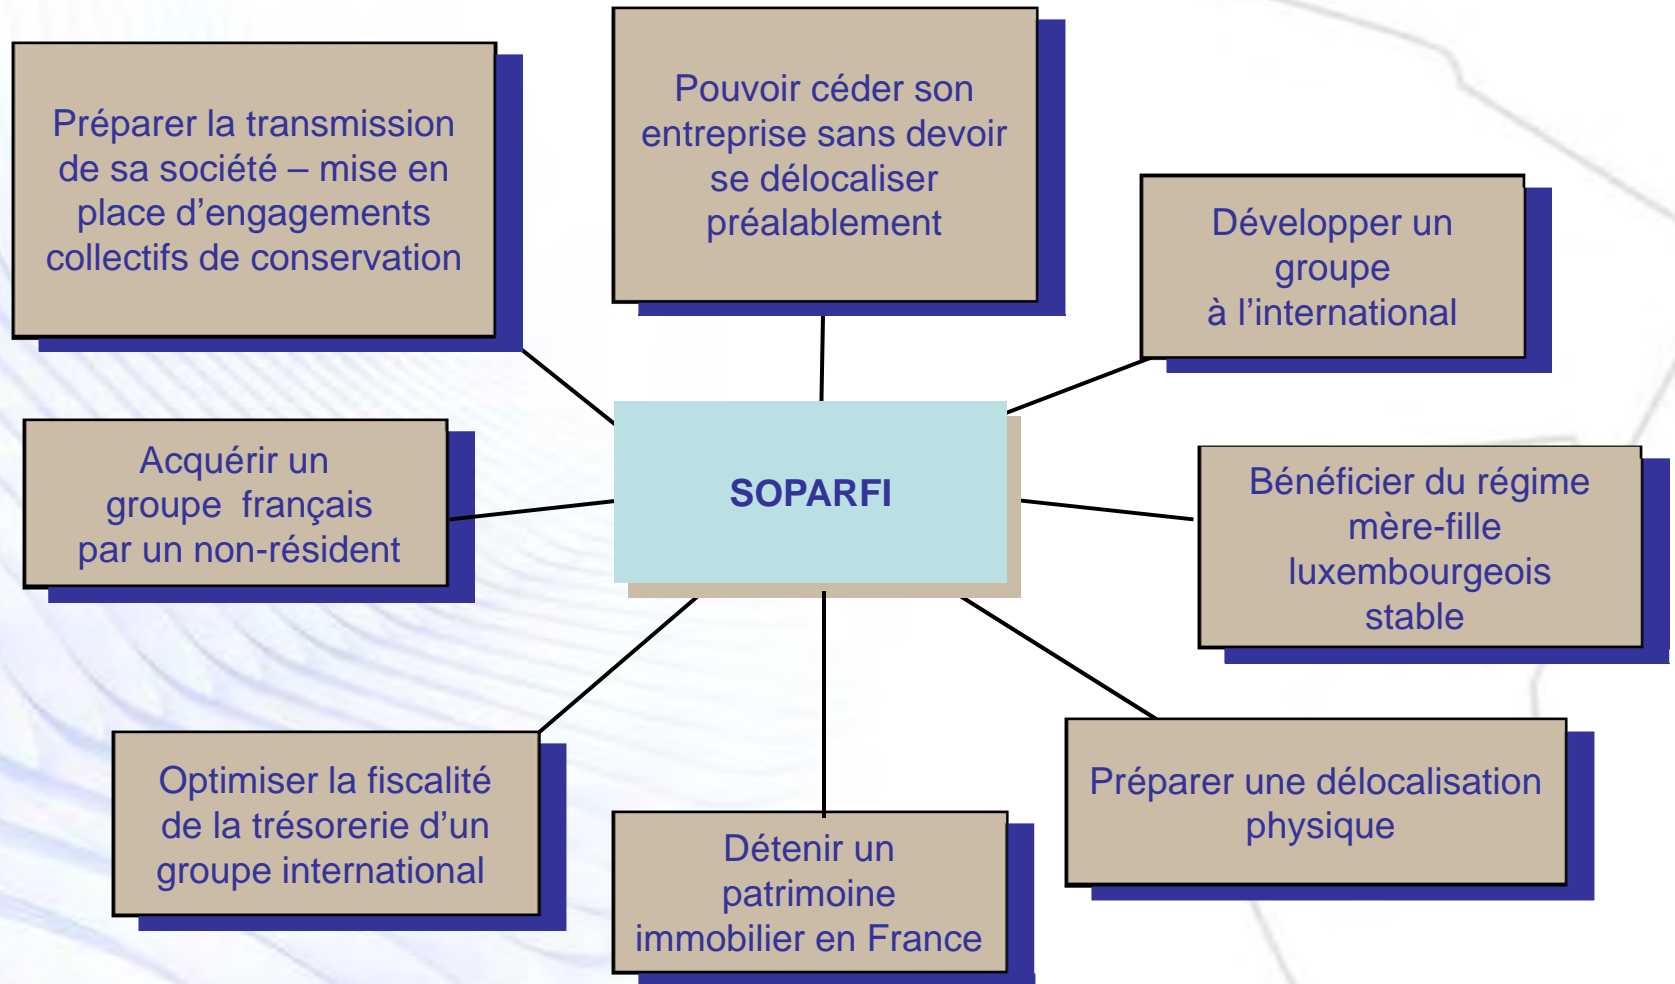 Préparer la transmission
de sa société – mise en
place d’engagements
collectifs de conservation
Pouvoir céder son
entreprise sans devoir
se délocaliser
préalablement
Développer un
groupe
à l’international
Acquérir un
groupe français
par un non-résident
SOPARFI
Bénéficier du régime
mère-fille
luxembourgeois
stable
Optimiser la fiscalité
de la trésorerie d’un
groupe international
Détenir un
patrimoine
immobilier en France
Préparer une délocalisation
physique